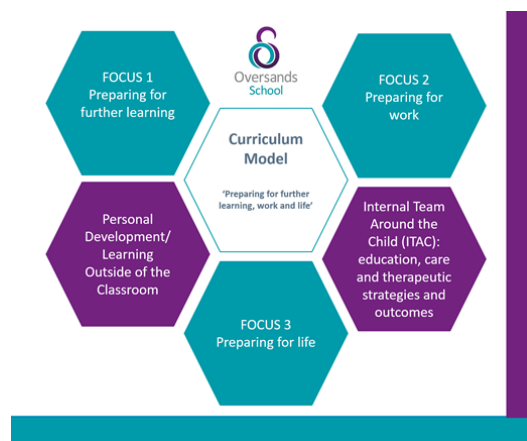 FOCUS 1
Preparing for
further learning
Oversands
School
FOCUS 2
Preparing for
work
Curriculum
Model
‘Preparing for further
learning, work and life’
Personal
Development/
Learning
Outside of the
Classroom
Internal Team
Around the
Child (ITAC):
education, care
and therapeutic
strategies and
outcomes
FOCUS 3
Preparing for life